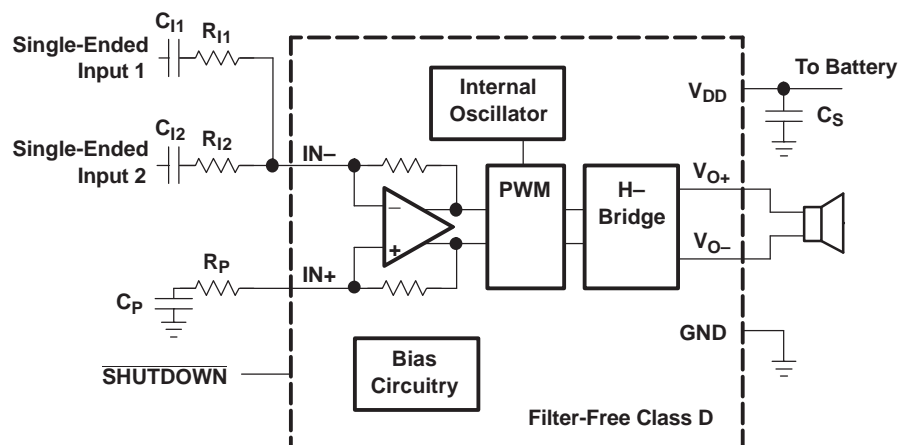 C_I1
R_I1
Single-Ended
Input 1
C_I2
R_I2
Single-Ended
Input 2
IN–
Internal
Oscillator
V_DD
To Battery
C_S
–
+
PWM
H–
Bridge
V_O+
V_O–
R_P
IN+
C_P
SHUTDOWN
Bias
Circuitry
GND
Filter-Free Class D